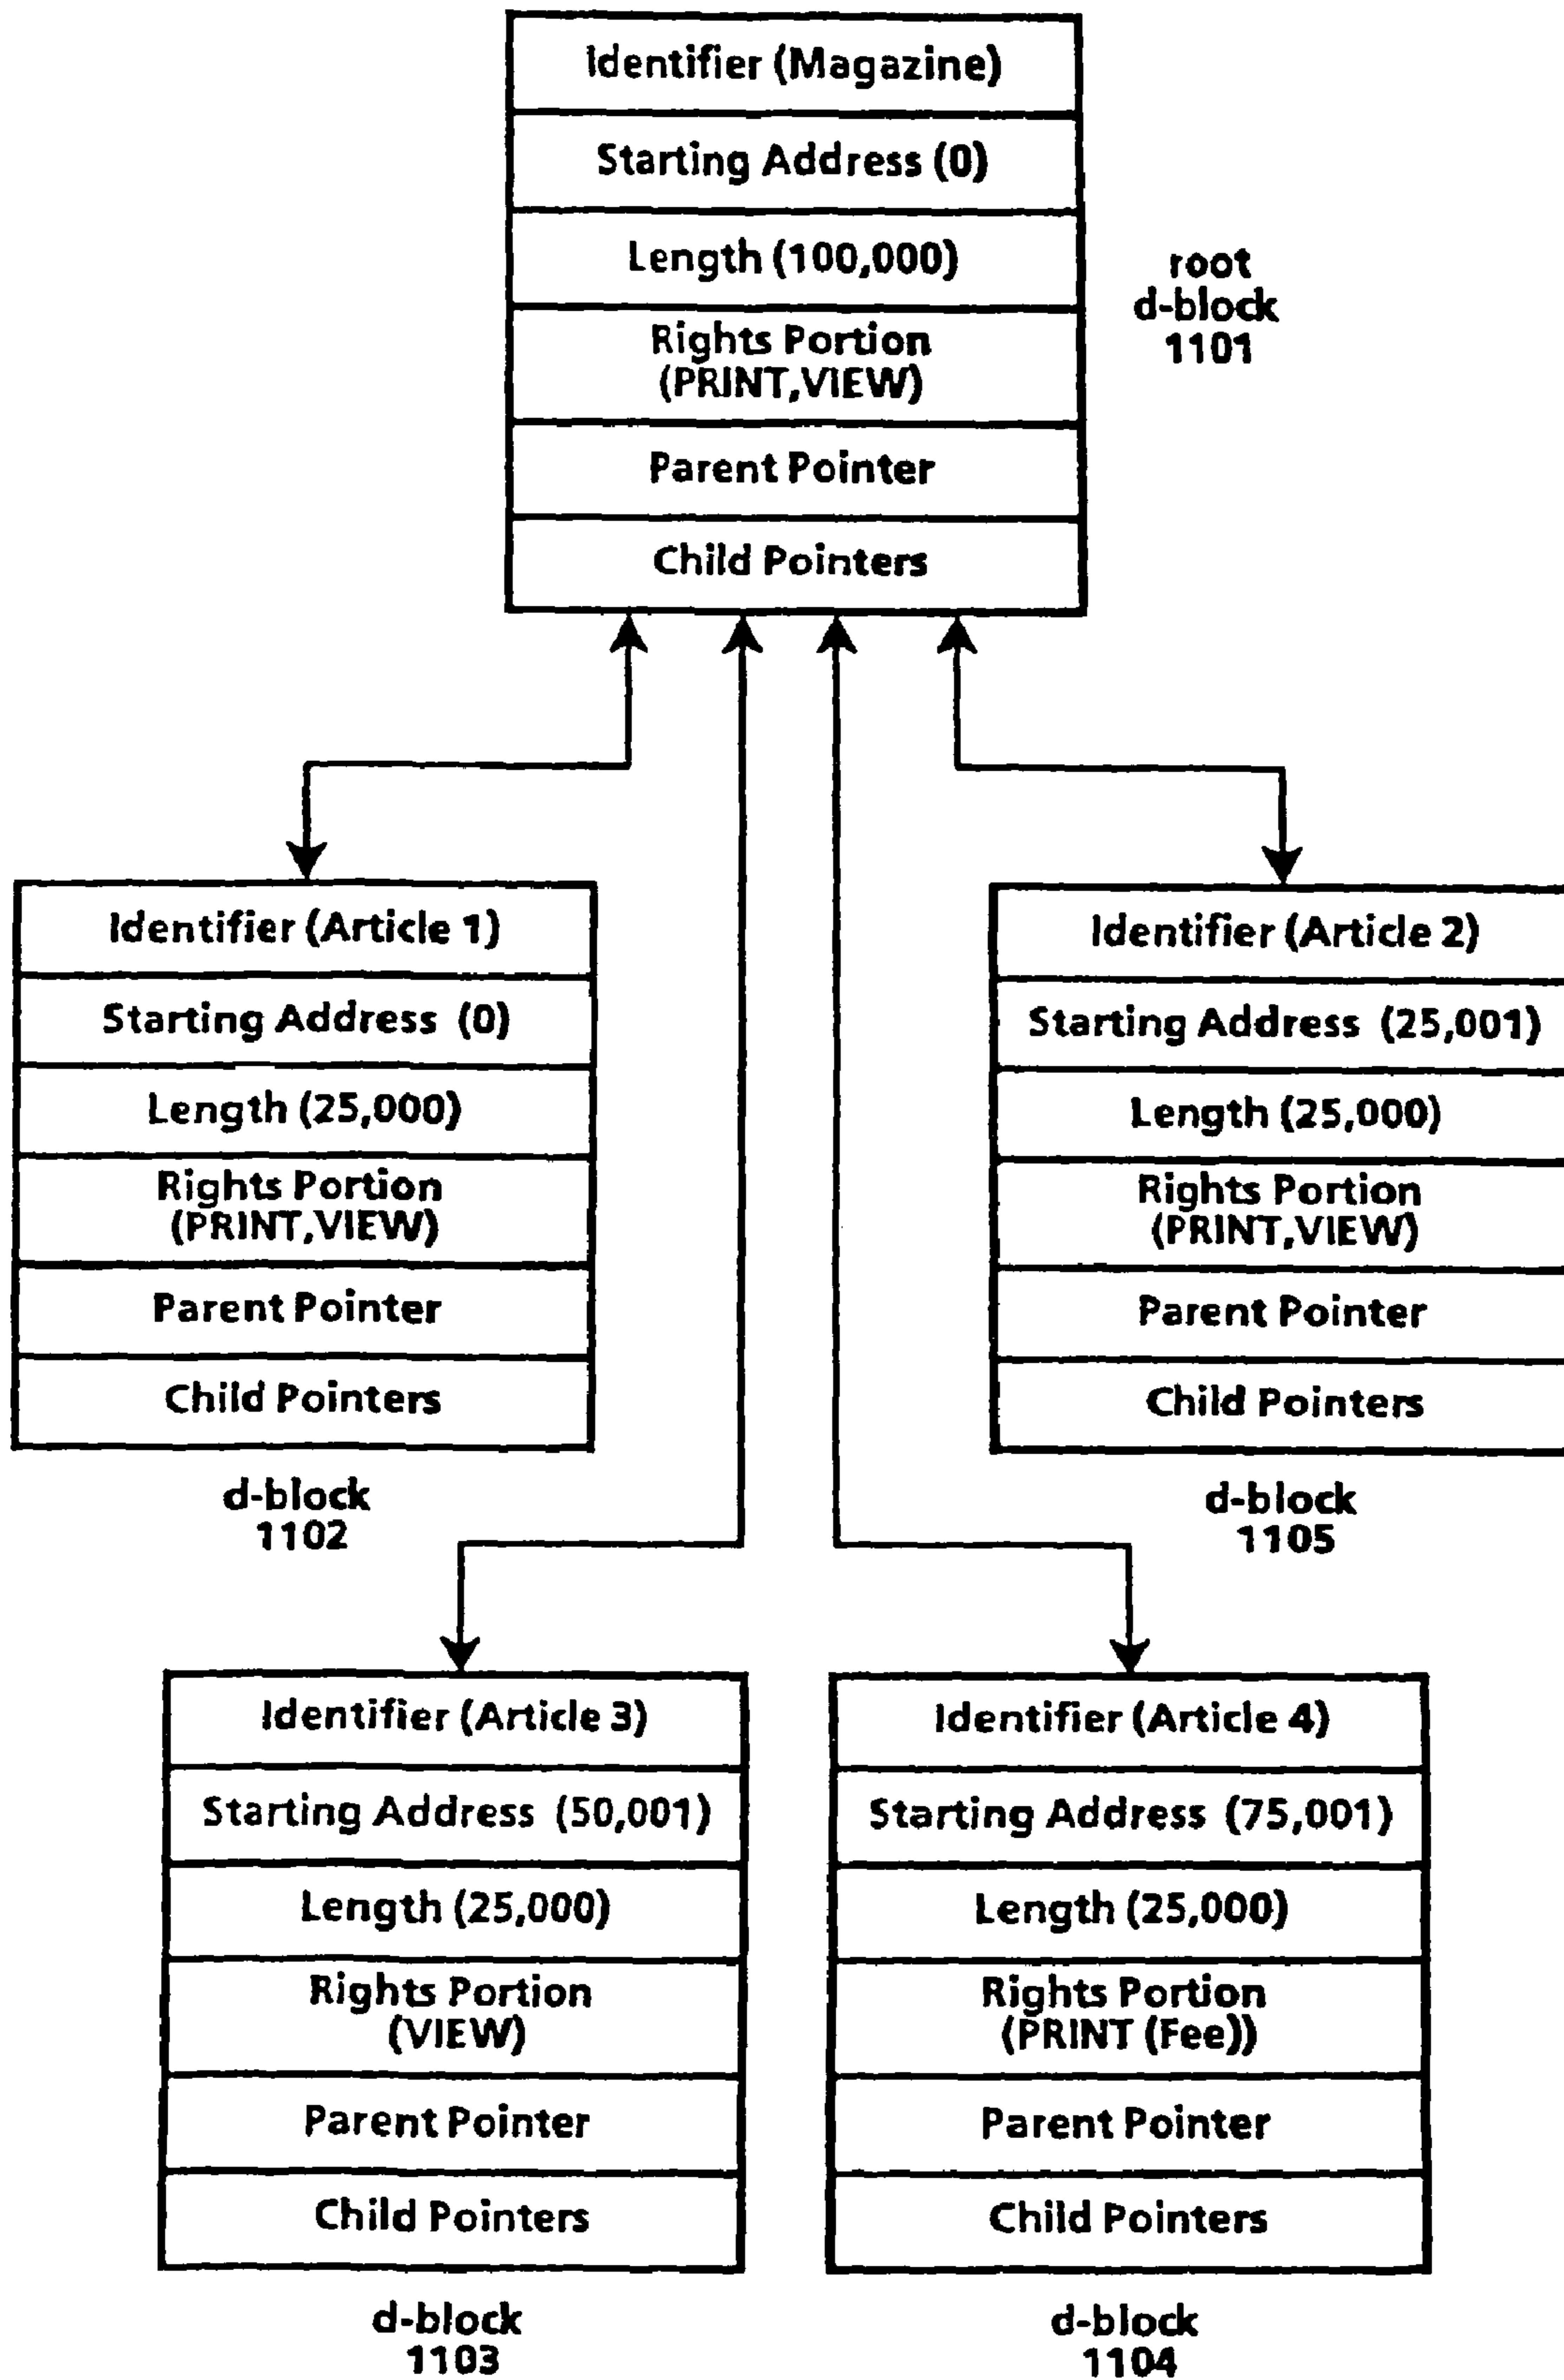 Identifier (Magazine)
Starting Address (0)
Length (100,000)
Rights Portion
(PRINT,VIEW)
Parent Pointer
Child Pointers
root
d-block
1101
Identifier (Article 1)
Starting Address (0)
Length (25,000)
Rights Portion
(PRINT,VIEW)
Parent Pointer
Child Pointers
d-block
1102
Identifier (Article 2)
Starting Address (25,001)
Length (25,000)
Rights Portion
(PRINT,VIEW)
Parent Pointer
Child Pointers
d-block
1105
Identifier (Article 3)
Starting Address (50,001)
Length (25,000)
Rights Portion
(VIEW)
Parent Pointer
Child Pointers
d-block
1103
Identifier (Article 4)
Starting Address (75,001)
Length (25,000)
Rights Portion
(PRINT (Fee))
Parent Pointer
Child Pointers
d-block
1104